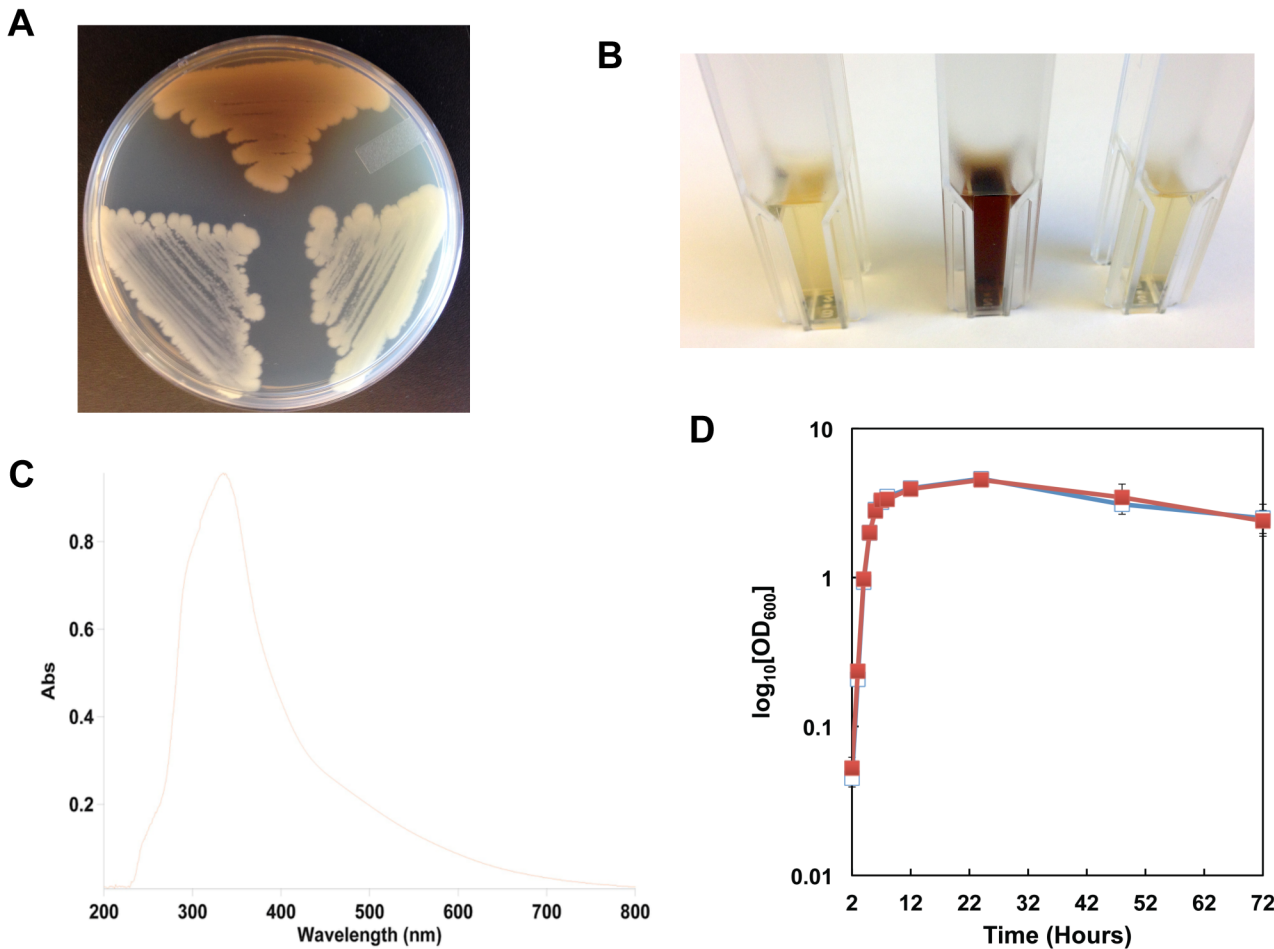 A
B
C
Abs
0.8
0.6
0.4
0.2
200 300 400 500 600 700 800
Wavelength (nm)
D
log₁₀[OD₆₀₀]
10
1
0.1
0.01
2 12 22 32 42 52 62 72
Time (Hours)